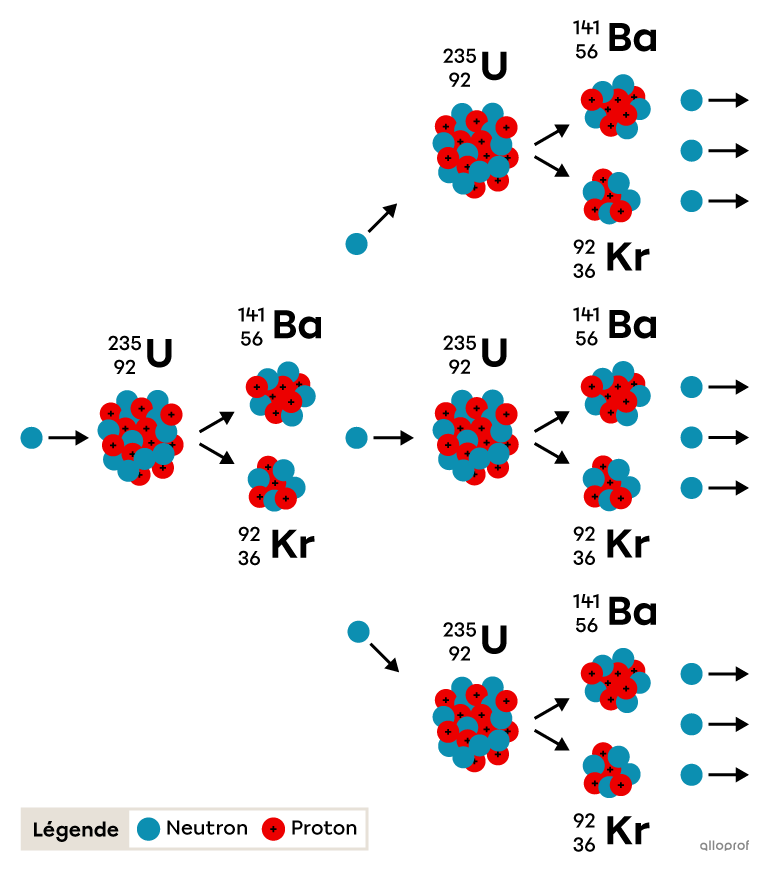 235
92 U
141
56 Ba
92
36 Kr
235
92 U
141
56 Ba
92
36 Kr
235
92 U
141
56 Ba
92
36 Kr
235
92 U
141
56 Ba
92
36 Kr
Légende Neutron Proton
alloprof